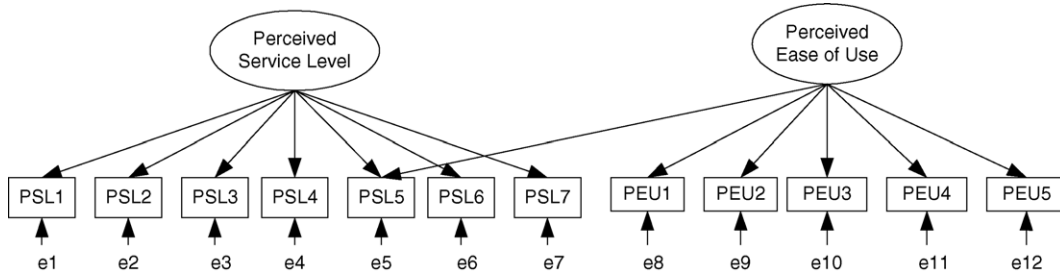 Perceived
Service Level
Perceived
Ease of Use
PSL1 PSL2 PSL3 PSL4 PSL5 PSL6 PSL7 PEU1 PEU2 PEU3 PEU4 PEU5
e1 e2 e3 e4 e5 e6 e7 e8 e9 e10 e11 e12